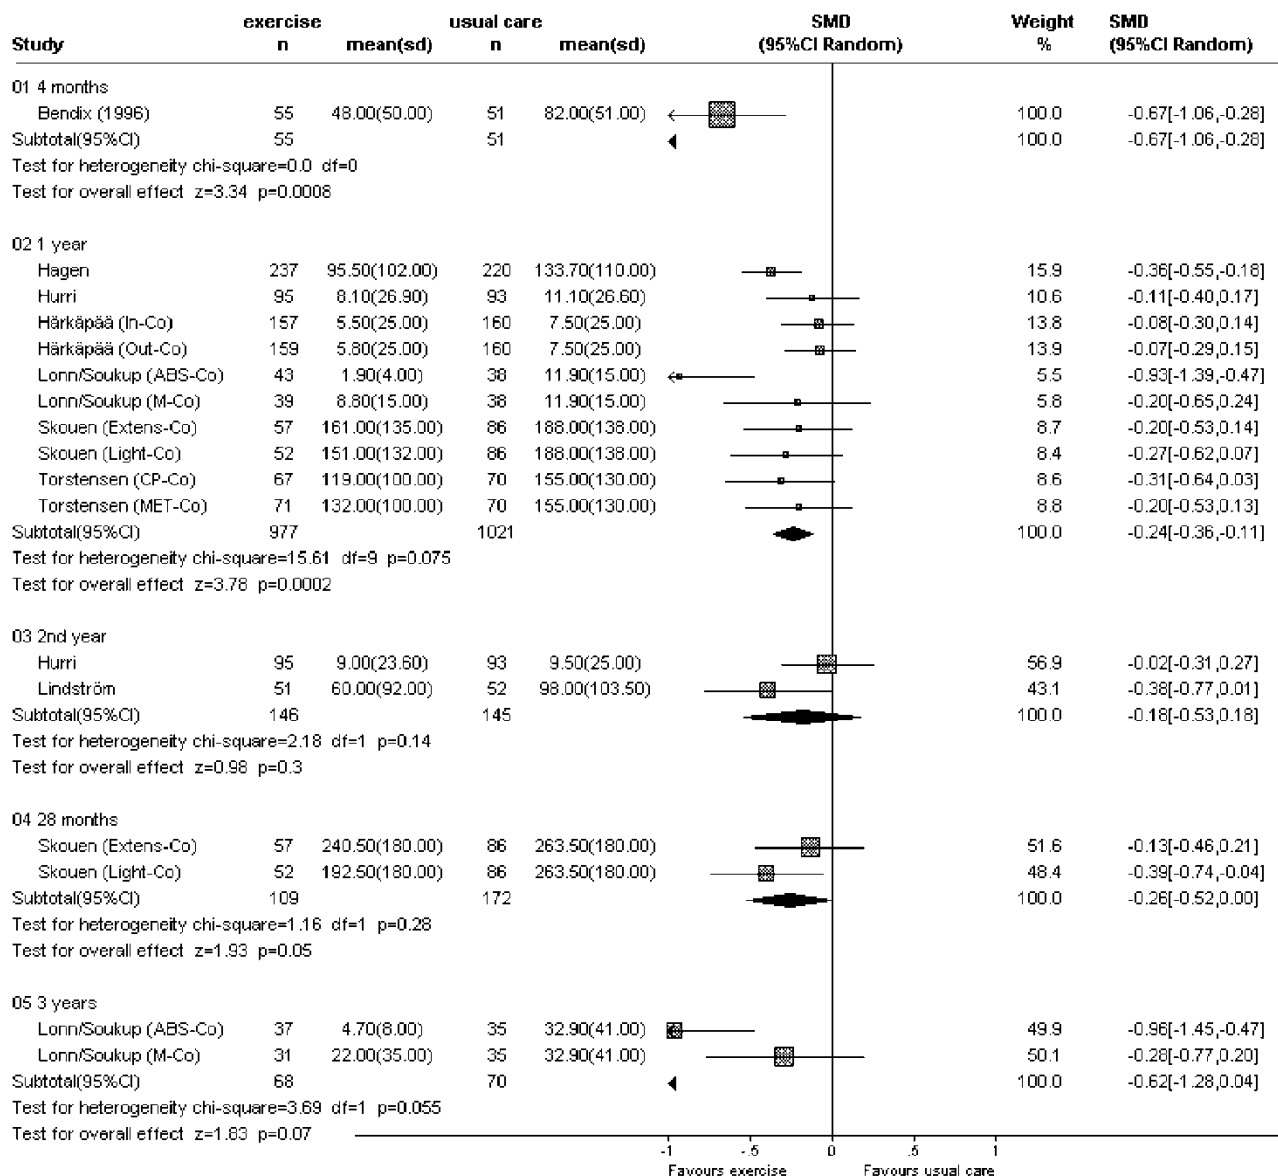 exercise usual care SMD Weight SMD
Study n mean(sd) n mean(sd) (95%CI Random) % (95%CI Random)
01 4 months
Bendix (1996) 55 48.00(50.00) 51 82.00(51.00) 100.0 -0.67[-1.06,-0.28]
Subtotal(95%CI) 55 51 100.0 -0.67[-1.06,-0.28]
Test for heterogeneity chi-square=0.0 df=0
Test for overall effect z=3.34 p=0.0008
02 1 year
Hagen 237 95.50(102.00) 220 133.70(110.00) 15.9 -0.36[-0.55,-0.18]
Hurri 95 8.10(26.90) 93 11.10(26.60) 10.6 -0.11[-0.40,0.17]
Härkäpää (In-Co) 157 5.50(25.00) 160 7.50(25.00) 13.8 -0.08[-0.30,0.14]
Härkäpää (Out-Co) 159 5.80(25.00) 160 7.50(25.00) 13.9 -0.07[-0.29,0.15]
Lonn/Soukup (ABS-Co) 43 1.90(4.00) 38 11.90(15.00) 5.5 -0.93[-1.39,-0.47]
Lonn/Soukup (M-Co) 39 8.80(15.00) 38 11.90(15.00) 5.8 -0.20[-0.65,0.24]
Skouen (Extens-Co) 57 161.00(135.00) 86 188.00(138.00) 8.7 -0.20[-0.53,0.14]
Skouen (Light-Co) 52 151.00(132.00) 86 188.00(138.00) 8.4 -0.27[-0.62,0.07]
Torstensen (CP-Co) 67 119.00(100.00) 70 155.00(130.00) 8.6 -0.31[-0.64,0.03]
Torstensen (MET-Co) 71 132.00(100.00) 70 155.00(130.00) 8.8 -0.20[-0.53,0.13]
Subtotal(95%CI) 977 1021 100.0 -0.24[-0.36,-0.11]
Test for heterogeneity chi-square=15.61 df=9 p=0.075
Test for overall effect z=3.78 p=0.0002
03 2nd year
Hurri 95 9.00(23.60) 93 9.50(25.00) 56.9 -0.02[-0.31,0.27]
Lindström 51 60.00(92.00) 52 98.00(103.50) 43.1 -0.38[-0.77,0.01]
Subtotal(95%CI) 146 145 100.0 -0.18[-0.53,0.18]
Test for heterogeneity chi-square=2.18 df=1 p=0.14
Test for overall effect z=0.98 p=0.3
04 28 months
Skouen (Extens-Co) 57 240.50(180.00) 86 263.50(180.00) 51.6 -0.13[-0.46,0.21]
Skouen (Light-Co) 52 192.50(180.00) 86 263.50(180.00) 48.4 -0.39[-0.74,-0.04]
Subtotal(95%CI) 109 172 100.0 -0.26[-0.52,0.00]
Test for heterogeneity chi-square=1.16 df=1 p=0.28
Test for overall effect z=1.93 p=0.05
05 3 years
Lonn/Soukup (ABS-Co) 37 4.70(8.00) 35 32.90(41.00) 49.9 -0.96[-1.45,-0.47]
Lonn/Soukup (M-Co) 31 22.00(35.00) 35 32.90(41.00) 50.1 -0.28[-0.77,0.20]
Subtotal(95%CI) 68 70 100.0 -0.62[-1.28,0.04]
Test for heterogeneity chi-square=3.69 df=1 p=0.055
Test for overall effect z=1.83 p=0.07
-1 -.5 0 .5 1
Favours exercise Favours usual care